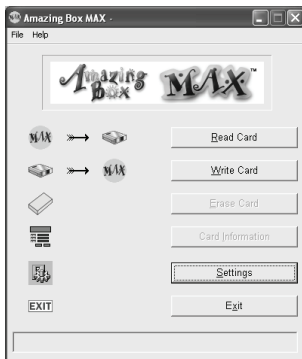 Amazing Box MAX -
File Help
Amazing Box MAX™
MAX
Read Card
MAX
Write Card
Erase Card
Card Information
Settings
EXIT
Exit